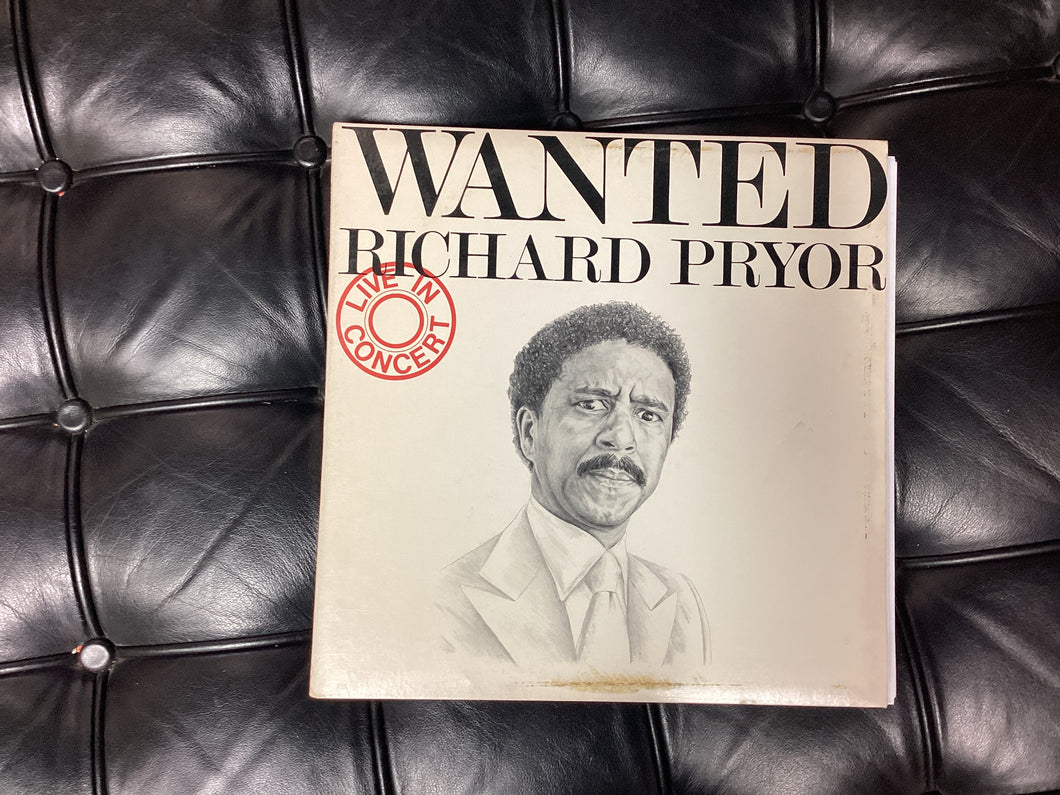 WANTED
RICHARD PRYOR
LIVE IN
CONCERT